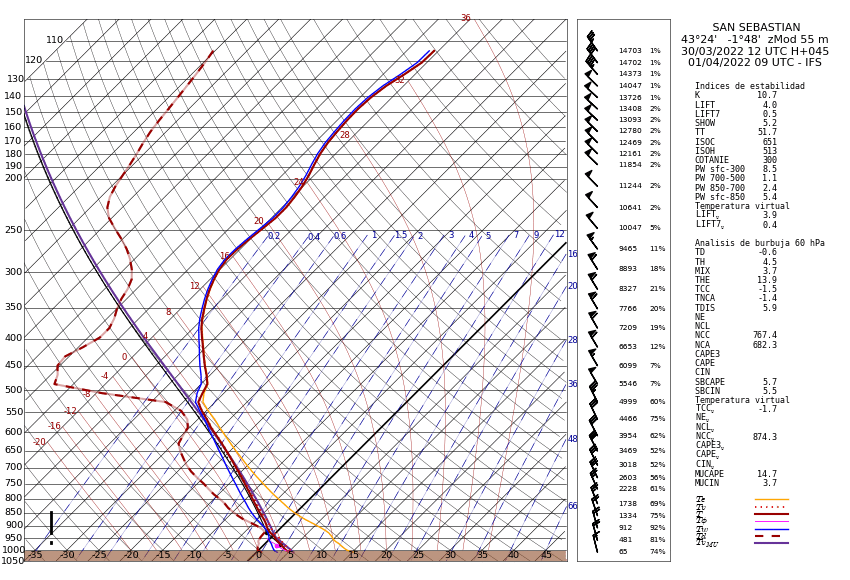 SAN SEBASTIAN
43°24'   -1°48'  zMod 55 m
30/03/2022 12 UTC H+045
01/04/2022 09 UTC - IFS
Indices de estabilidad
K 10.7
LIFT 4.0
LIFT7 0.5
SHOW 5.2
TT 51.7
ISOC 651
ISOH 513
COTANIE 300
PW sfc-300 8.5
PW 700-500 1.1
PW 850-700 2.4
PW sfc-850 5.4
Temperatura virtual
LIFTv 3.9
LIFT7v 0.4
Analisis de burbuja 60 hPa
TD -0.6
TH 4.5
MIX 3.7
THE 13.9
TCC -1.5
TNCA -1.4
TDIS 5.9
NE
NCL
NCC 767.4
NCA 682.3
CAPE3
CAPE
CIN
SBCAPE 5.7
SBCIN 5.5
Temperatura virtual
TCCv -1.7
NEv
NCLv
NCCv 874.3
CAPE3v
CAPEv
CINv
MUCAPE 14.7
MUCIN 3.7
14703 1%
14702 1%
14373 1%
14047 1%
13726 1%
13408 2%
13093 2%
12780 2%
12469 2%
12161 2%
11854 2%
11244 2%
10641 2%
10047 5%
9465 11%
8893 18%
8327 21%
7766 20%
7209 19%
6653 12%
6099 7%
5546 7%
4999 60%
4466 75%
3954 62%
3469 52%
3018 52%
2603 56%
2228 61%
1738 69%
1334 75%
912 92%
481 81%
65 74%
110
120
130
140
150
160
170
180
190
200
250
300
350
400
450
500
550
600
650
700
750
800
850
900
950
1000
1050
-35 -30 -25 -20 -15 -10 -5 0 5 10 15 20 25 30 35 40 45
36
32
28
24
20
16
12
8
4
0
-4
-8
-12
-16
-20
0.2 0.4 0.6 1 1.5 2 3 4 5 7 9 12
16
20
28
36
48
66